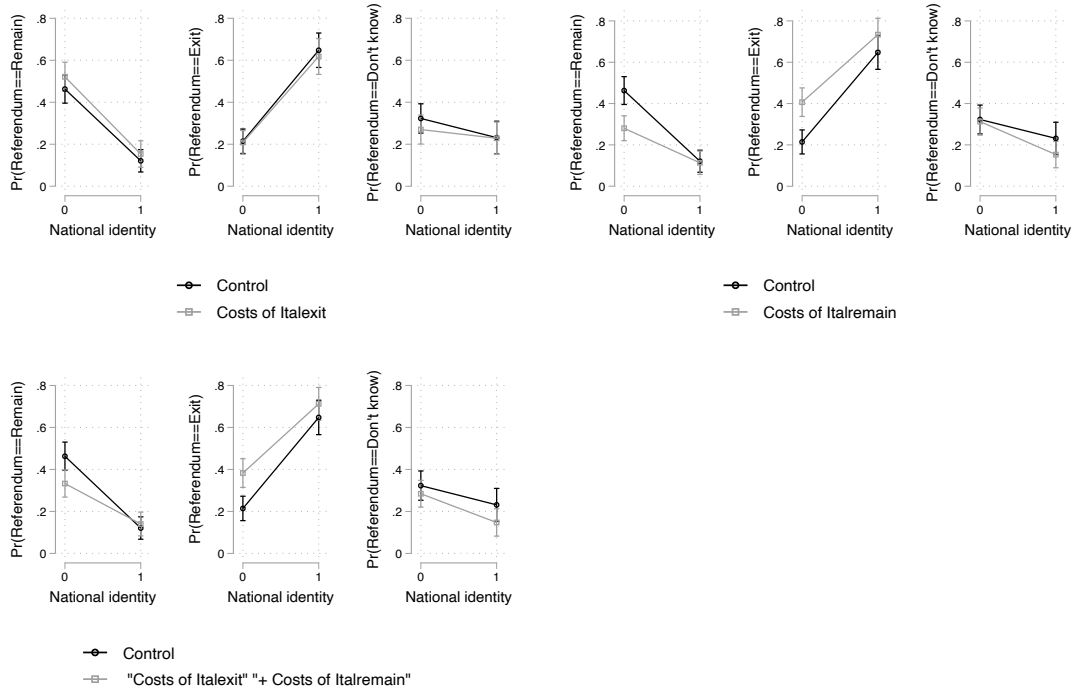 Pr(Referendum==Remain)
.8
.6
.4
.2
0
0 1
National identity
Pr(Referendum==Exit)
.8
.6
.4
.2
0
0 1
National identity
Pr(Referendum==Don't know)
.8
.6
.4
.2
0
0 1
National identity
Control
Costs of Italexit
Pr(Referendum==Remain)
.8
.6
.4
.2
0
0 1
National identity
Pr(Referendum==Exit)
.8
.6
.4
.2
0
0 1
National identity
Pr(Referendum==Don't know)
.8
.6
.4
.2
0
0 1
National identity
Control
Costs of Italremain
Pr(Referendum==Remain)
.8
.6
.4
.2
0
0 1
National identity
Pr(Referendum==Exit)
.8
.6
.4
.2
0
0 1
National identity
Pr(Referendum==Don't know)
.8
.6
.4
.2
0
0 1
National identity
Control
"Costs of Italexit" "+ Costs of Italremain"